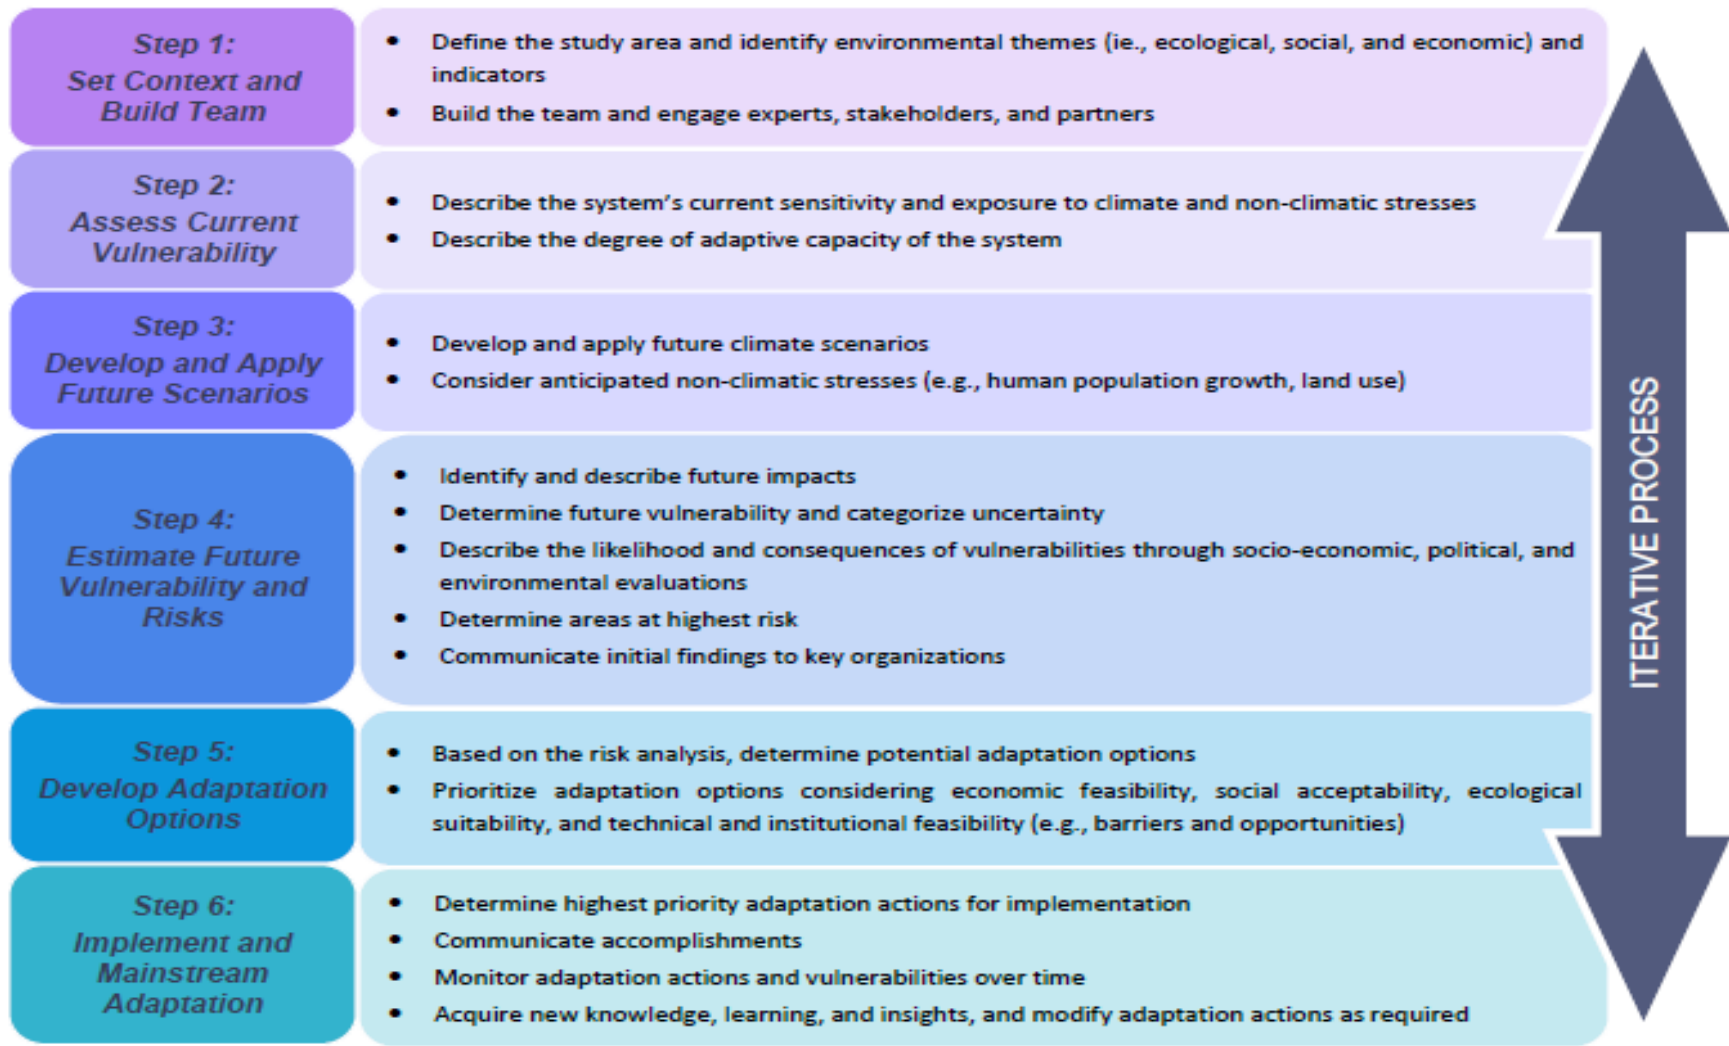 Step 1:
Set Context and
Build Team
• Define the study area and identify environmental themes (ie., ecological, social, and economic) and
indicators
• Build the team and engage experts, stakeholders, and partners
Step 2:
Assess Current
Vulnerability
• Describe the system's current sensitivity and exposure to climate and non-climatic stresses
• Describe the degree of adaptive capacity of the system
Step 3:
Develop and Apply
Future Scenarios
• Develop and apply future climate scenarios
• Consider anticipated non-climatic stresses (e.g., human population growth, land use)
Step 4:
Estimate Future
Vulnerability and
Risks
• Identify and describe future impacts
• Determine future vulnerability and categorize uncertainty
• Describe the likelihood and consequences of vulnerabilities through socio-economic, political, and
environmental evaluations
• Determine areas at highest risk
• Communicate initial findings to key organizations
Step 5:
Develop Adaptation
Options
• Based on the risk analysis, determine potential adaptation options
• Prioritize adaptation options considering economic feasibility, social acceptability, ecological
suitability, and technical and institutional feasibility (e.g., barriers and opportunities)
Step 6:
Implement and
Mainstream
Adaptation
• Determine highest priority adaptation actions for implementation
• Communicate accomplishments
• Monitor adaptation actions and vulnerabilities over time
• Acquire new knowledge, learning, and insights, and modify adaptation actions as required
ITERATIVE PROCESS